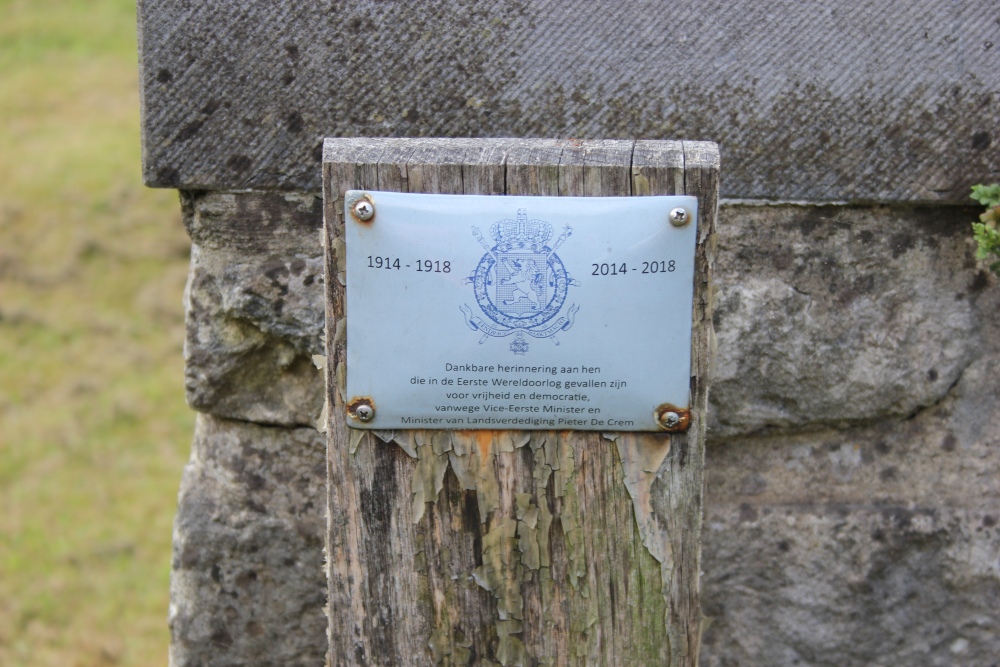 1914 - 1918
2014 - 2018
Dankbare herinnering aan hen
die in de Eerste Wereldoorlog gevallen zijn
voor vrijheid en democratie,
vanwege Vice-Eerste Minister en
Minister van Landsverdediging Pieter De Crem